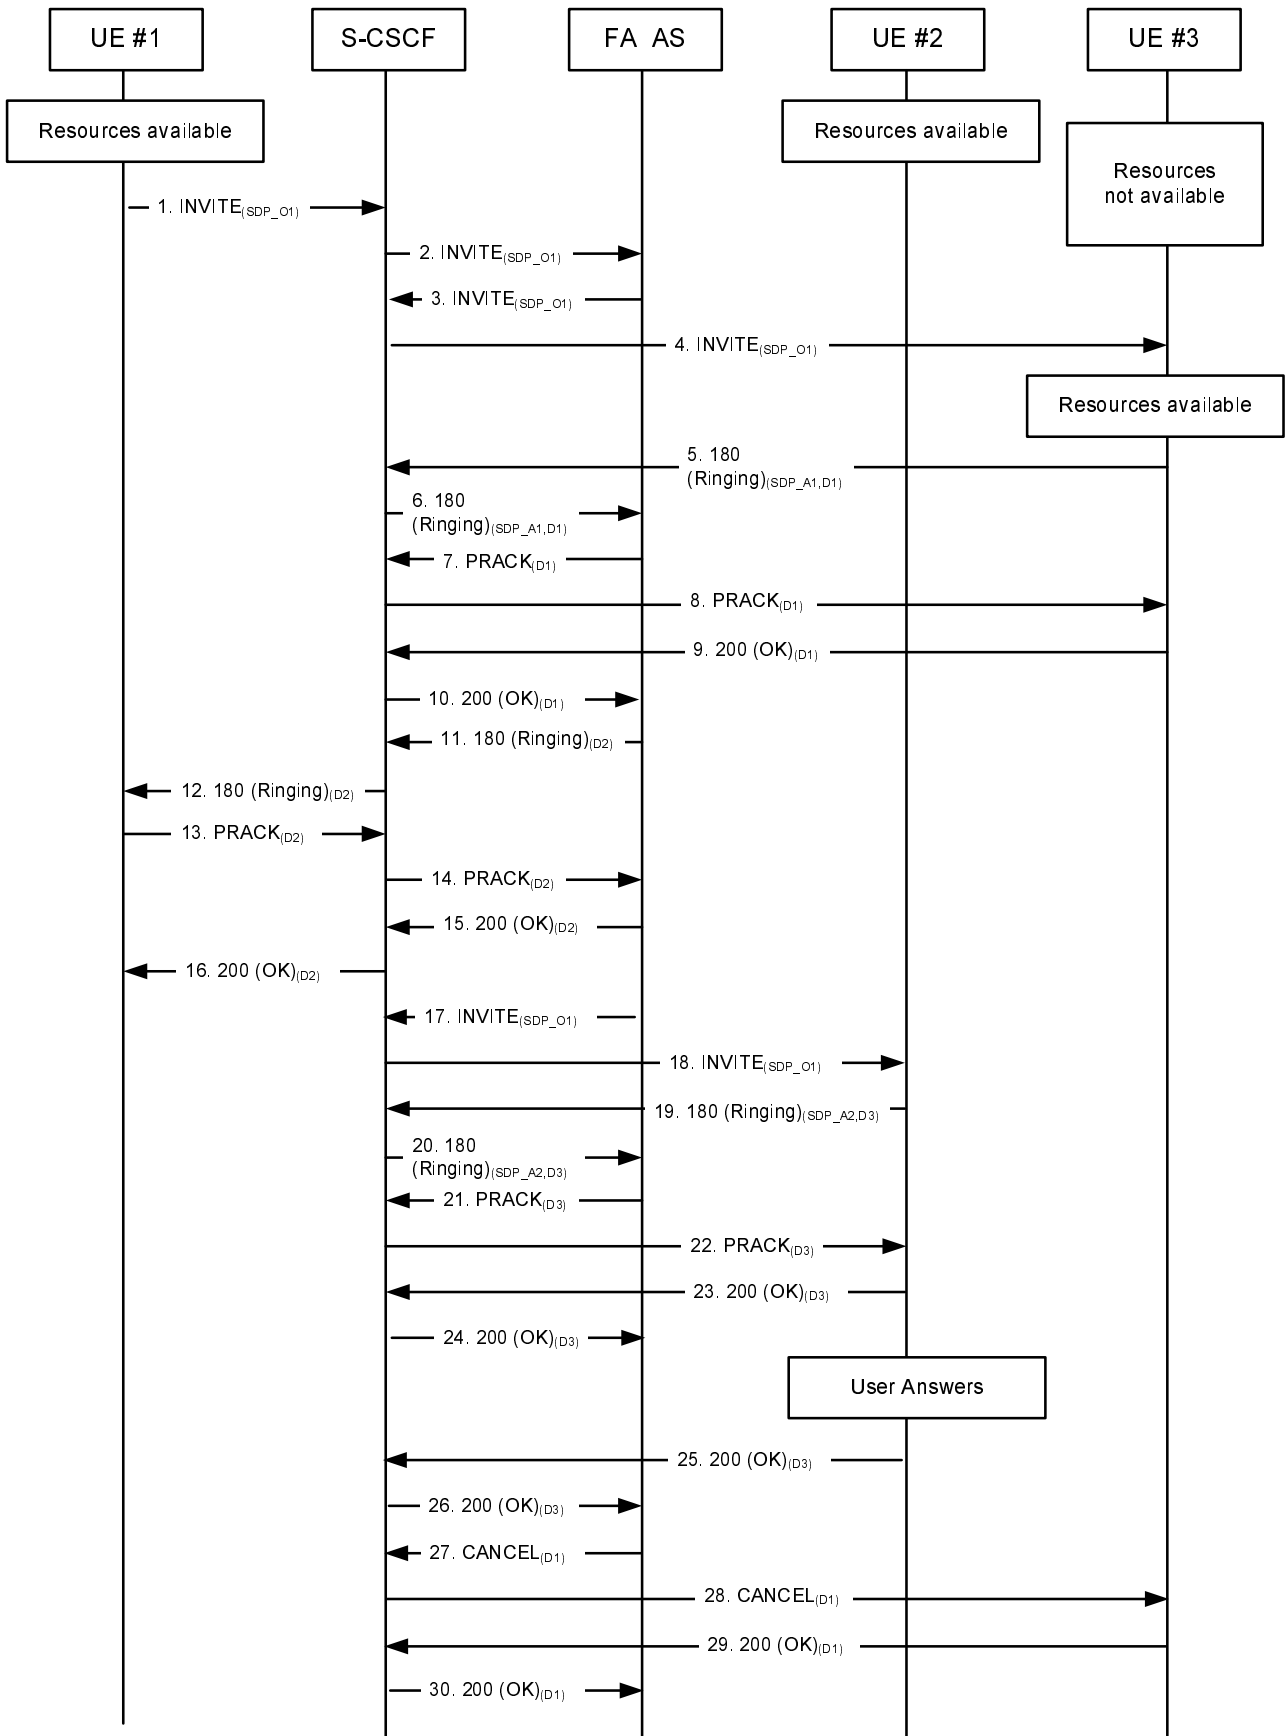 UE #1
S-CSCF
FA AS
UE #2
UE #3
Resources available
Resources available
Resources
not available
1. INVITE(SDP_O1)
2. INVITE(SDP_O1)
3. INVITE(SDP_O1)
4. INVITE(SDP_O1)
Resources available
5. 180
(Ringing)(SDP_A1,D1)
6. 180
(Ringing)(SDP_A1,D1)
7. PRACK(D1)
8. PRACK(D1)
9. 200 (OK)(D1)
10. 200 (OK)(D1)
11. 180 (Ringing)(D2)
12. 180 (Ringing)(D2)
13. PRACK(D2)
14. PRACK(D2)
15. 200 (OK)(D2)
16. 200 (OK)(D2)
17. INVITE(SDP_O1)
18. INVITE(SDP_O1)
19. 180 (Ringing)(SDP_A2,D3)
20. 180
(Ringing)(SDP_A2,D3)
21. PRACK(D3)
22. PRACK(D3)
23. 200 (OK)(D3)
24. 200 (OK)(D3)
User Answers
25. 200 (OK)(D3)
26. 200 (OK)(D3)
27. CANCEL(D1)
28. CANCEL(D1)
29. 200 (OK)(D1)
30. 200 (OK)(D1)